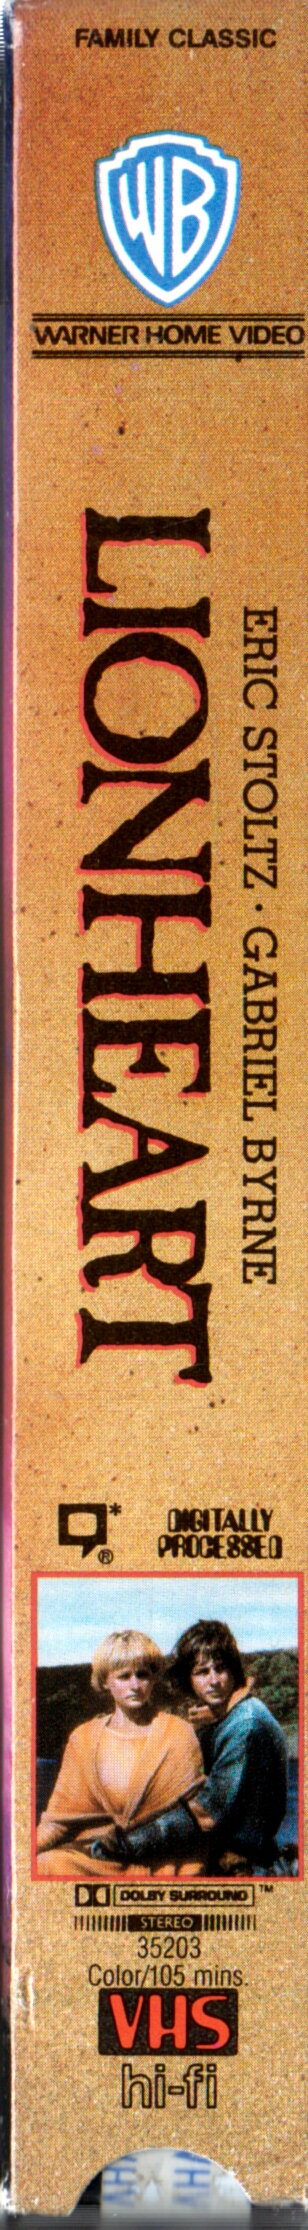 FAMILY CLASSIC
WB
WARNER HOME VIDEO
ERIC STOLTZ · GABRIEL BYRNE
LIONHEART
*
®
DIGITALLY
PROCESSED
DOLBY SURROUND ™
STEREO
35203
Color/105 mins.
VHS
hi-fi